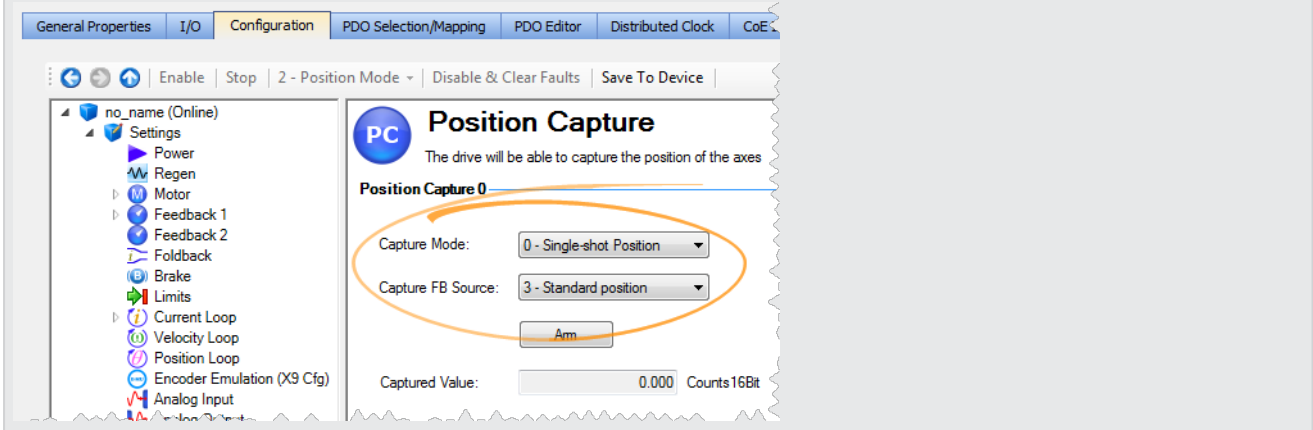 General Properties I/O Configuration PDO Selection/Mapping PDO Editor Distributed Clock CoE
Enable Stop 2 - Position Mode Disable & Clear Faults Save To Device
no_name (Online)
Settings
Power
Regen
M Motor
Feedback 1
Feedback 2
Foldback
B Brake
Limits
i Current Loop
Velocity Loop
Position Loop
Encoder Emulation (X9 Cfg)
Analog Input
PC Position Capture
The drive will be able to capture the position of the axes
Position Capture 0
Capture Mode: 0 - Single-shot Position
Capture FB Source: 3 - Standard position
Arm
Captured Value: 0.000 Counts16Bit